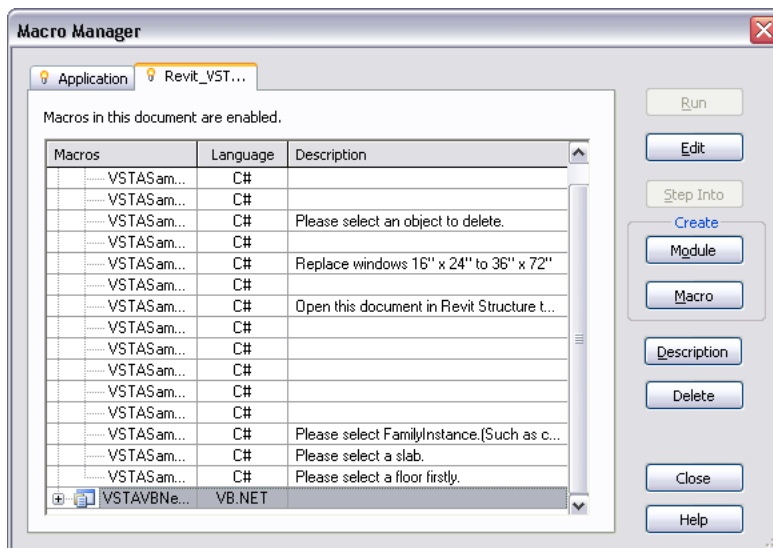 Macro Manager
Application
Revit_VST...
Macros in this document are enabled.
Macros Language Description
VSTASam... C#
VSTASam... C#
VSTASam... C# Please select an object to delete.
VSTASam... C#
VSTASam... C# Replace windows 16" x 24" to 36" x 72"
VSTASam... C#
VSTASam... C# Open this document in Revit Structure t...
VSTASam... C#
VSTASam... C#
VSTASam... C#
VSTASam... C#
VSTASam... C#
VSTASam... C# Please select FamilyInstance.(Such as c...
VSTASam... C# Please select a slab.
VSTASam... C# Please select a floor firstly.
VSTAVBNe... VB.NET
Run
Edit
Step Into
Create
Module
Macro
Description
Delete
Close
Help